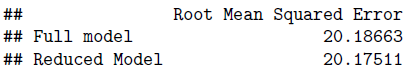 ##                Root Mean Squared Error
## Full model                    20.18663
## Reduced Model                 20.17511